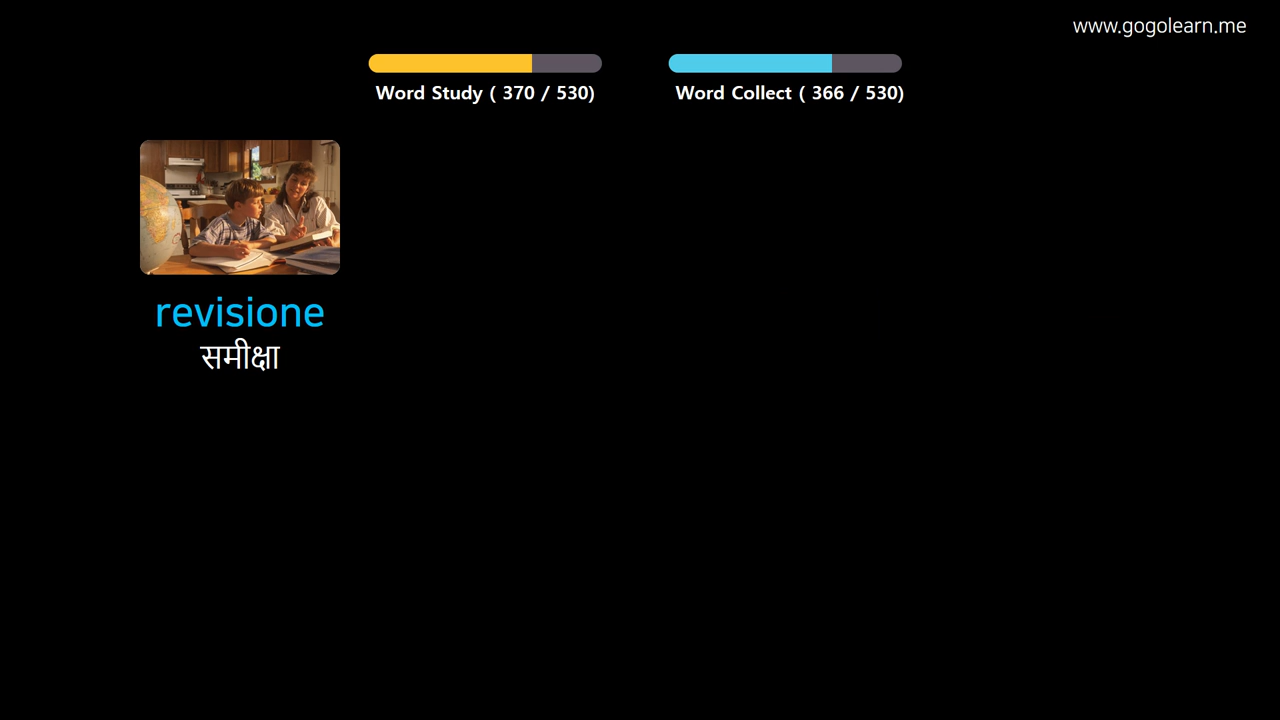 www.gogolearn.me
Word Study ( 370 / 530)
Word Collect ( 366 / 530)
revisione
समीक्षा